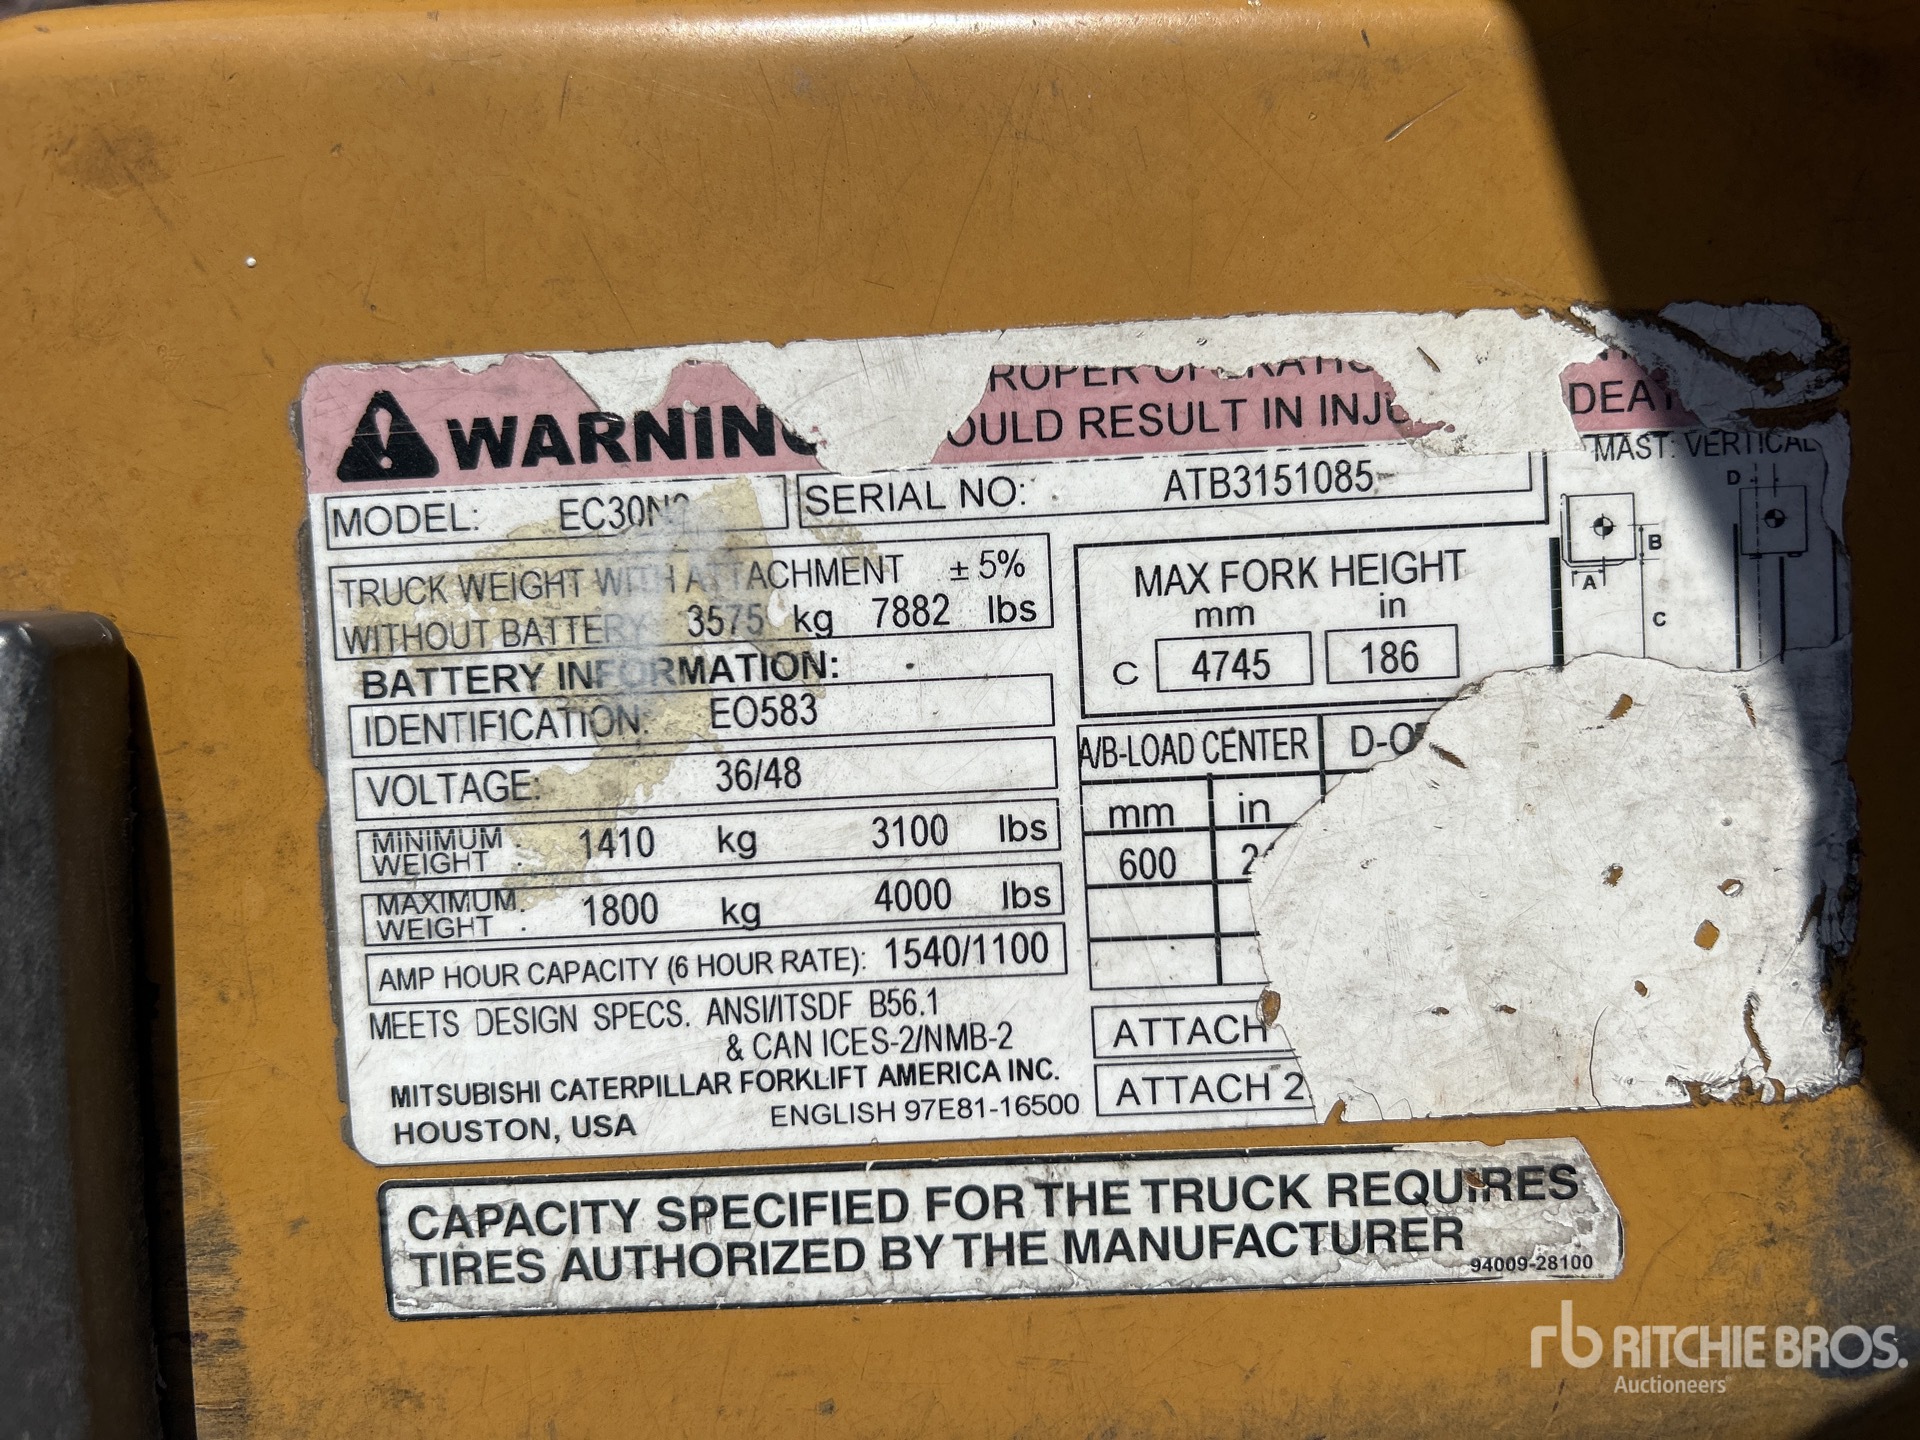 WARNING
OULD RESULT IN INJU
DEAT
MODEL: EC30N
SERIAL NO: ATB3151085
MAST: VERTICAL
D
B
A
C
TRUCK WEIGHT WITH ATTACHMENT ± 5%
WITHOUT BATTERY 3575 kg 7882 lbs
BATTERY INFORMATION:
IDENTIFICATION: EO583
VOLTAGE: 36/48
MINIMUM
WEIGHT : 1410 kg 3100 lbs
MAXIMUM
WEIGHT : 1800 kg 4000 lbs
AMP HOUR CAPACITY (6 HOUR RATE): 1540/1100
MEETS DESIGN SPECS. ANSI/ITSDF B56.1
& CAN ICES-2/NMB-2
MITSUBISHI CATERPILLAR FORKLIFT AMERICA INC.
HOUSTON, USA
ENGLISH 97E81-16500
MAX FORK HEIGHT
mm in
C 4745 186
A/B-LOAD CENTER D-O
mm in
600 2
ATTACH
ATTACH 2
CAPACITY SPECIFIED FOR THE TRUCK REQUIRES
TIRES AUTHORIZED BY THE MANUFACTURER
94009-28100
rb RITCHIE BROS.
Auctioneers